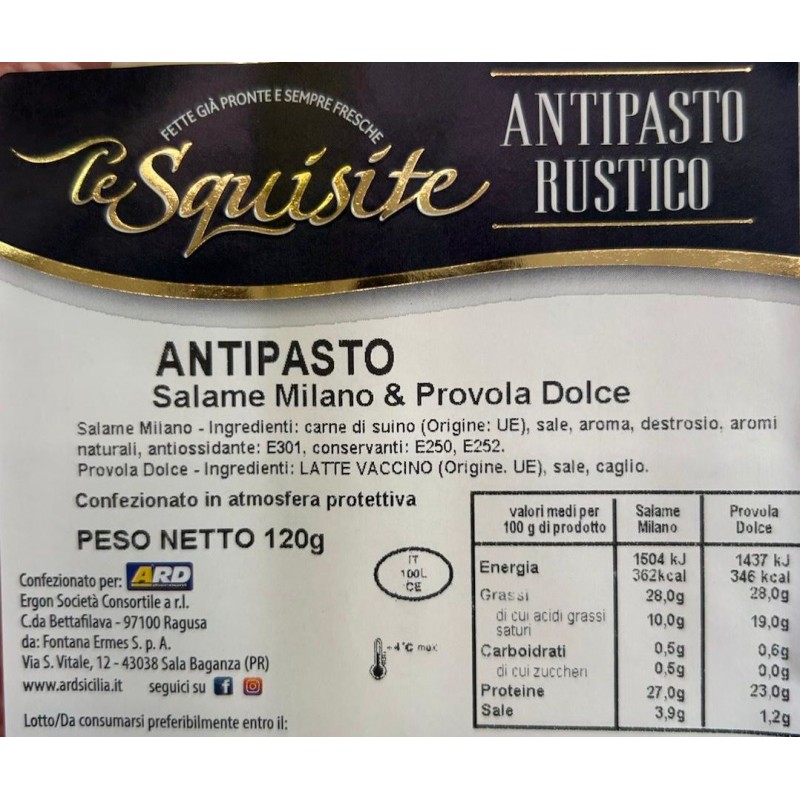 FETTE GIÀ PRONTE E SEMPRE FRESCHE
le Squisite
ANTIPASTO
RUSTICO
ANTIPASTO
Salame Milano & Provola Dolce
Salame Milano - Ingredienti: carne di suino (Origine: UE), sale, aroma, destrosio, aromi
naturali, antiossidante: E301, conservanti: E250, E252.
Provola Dolce - Ingredienti: LATTE VACCINO (Origine. UE), sale, caglio.
Confezionato in atmosfera protettiva
PESO NETTO 120g
Confezionato per: ARD
Ergon Società Consortile a r.l.
C.da Bettafilava - 97100 Ragusa
da: Fontana Ermes S. p. A.
Via S. Vitale, 12 - 43038 Sala Baganza (PR)
www.ardsicilia.it seguici su
Lotto/Da consumarsi preferibilmente entro il:
IT
100L
CE
+4°C max
valori medi per 100 g di prodotto Salame Milano Provola Dolce
Energia 1504 kJ 362kcal 1437 kJ 346 kcal
Grassi 28,0g 28,0g
di cui acidi grassi saturi 10,0g 19,0g
Carboidrati 0,5g 0,6g
di cui zuccheri 0,5g 0,0g
Proteine 27,0g 23,0g
Sale 3,9g 1,2g